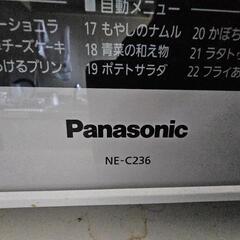 自動メニュー
ーショコラ 17 もやしのナムル 20 かぼち
チーズケーキ 18 青菜の和え物 21 ラタト
けるプリン 19 ポテトサラダ 22 フライあ
Panasonic
NE-C236